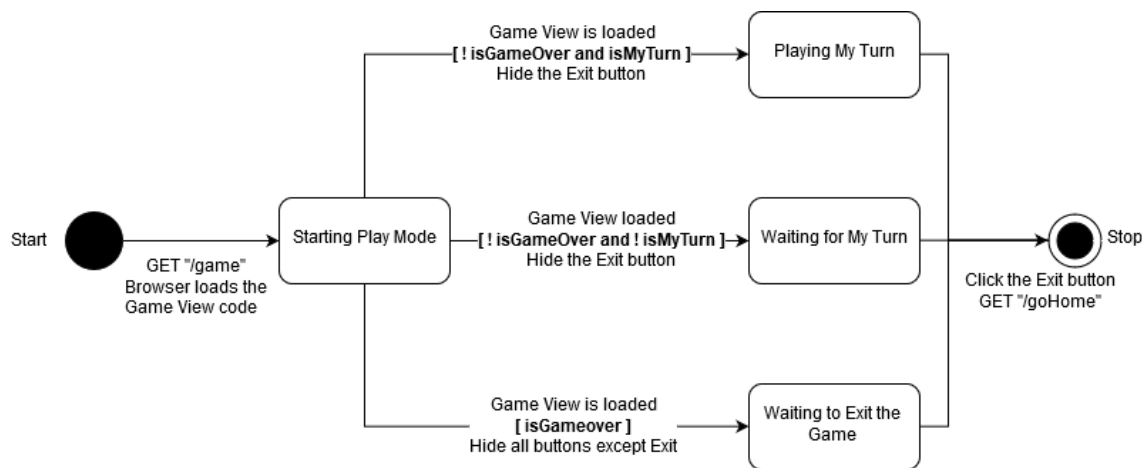 Game View is loaded
[ ! isGameOver and isMyTurn ]
Hide the Exit button
Playing My Turn
Start
GET "/game"
Browser loads the
Game View code
Starting Play Mode
Game View loaded
[ ! isGameOver and ! isMyTurn ]
Hide the Exit button
Waiting for My Turn
Stop
Click the Exit button
GET "/goHome"
Game View is loaded
[ isGameover ]
Hide all buttons except Exit
Waiting to Exit the
Game